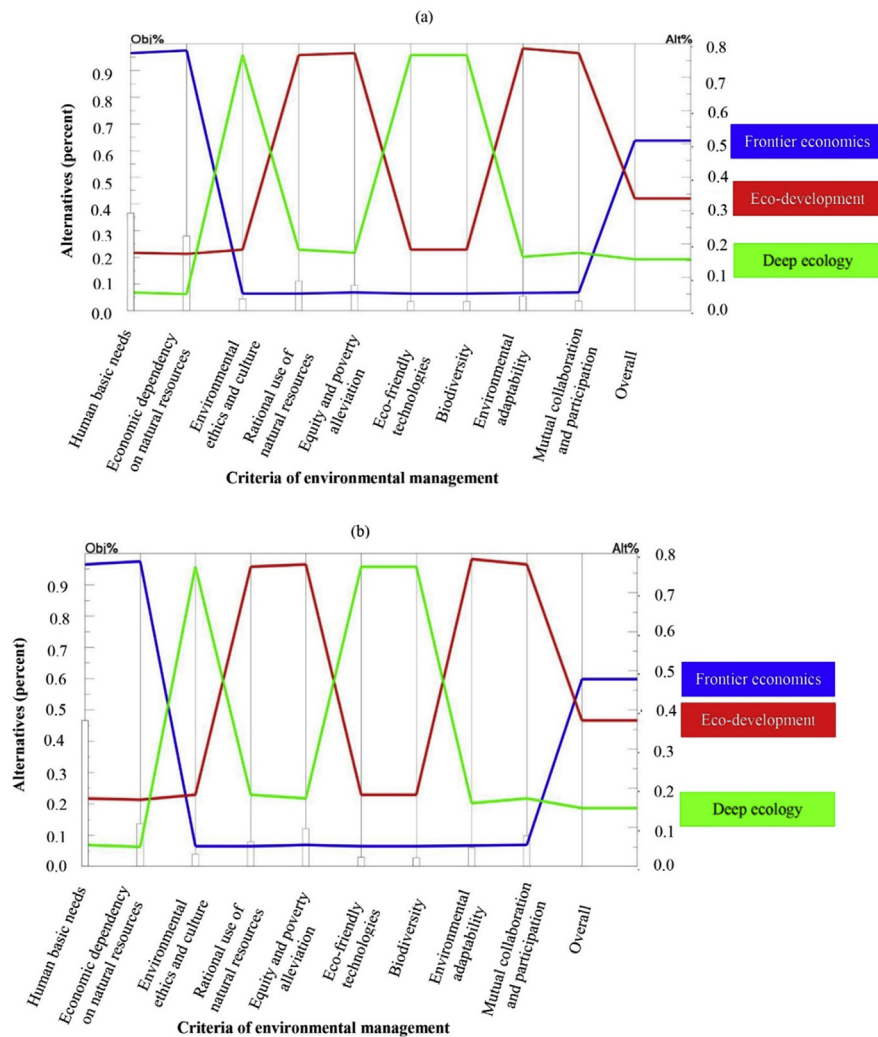 (a)
Obj%
Alt%
Alternatives (percent)
0.9
0.8
0.7
0.6
0.5
0.4
0.3
0.2
0.1
0.0
0.8
0.7
0.6
0.5
0.4
0.3
0.2
0.1
0.0
Frontier economics
Eco-development
Deep ecology
Human basic needs
Economic dependency
on natural resources
Environmental
ethics and culture
Rational use of
natural resources
Equity and poverty
alleviation
Eco-friendly
technologies
Biodiversity
Environmental
adaptability
Mutual collaboration
and participation
Overall
Criteria of environmental management
(b)
Obj%
Alt%
Alternatives (percent)
0.9
0.8
0.7
0.6
0.5
0.4
0.3
0.2
0.1
0.0
0.8
0.7
0.6
0.5
0.4
0.3
0.2
0.1
0.0
Frontier economics
Eco-development
Deep ecology
Human basic needs
Economic dependency
on natural resources
Environmental
ethics and culture
Rational use of
natural resources
Equity and poverty
alleviation
Eco-friendly
technologies
Biodiversity
Environmental
adaptability
Mutual collaboration
and participation
Overall
Criteria of environmental management